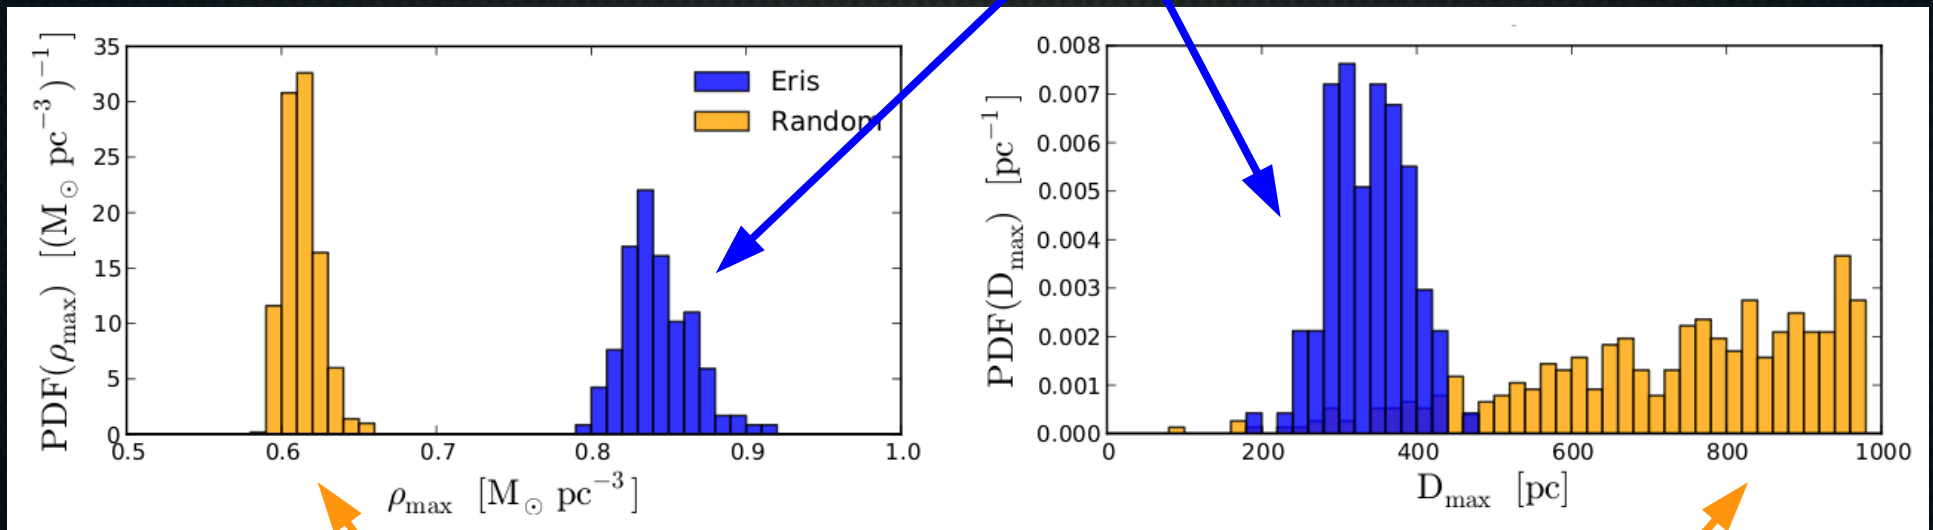 PDF(ρmax) [(M⊙ pc−3)−1]
35
30
25
20
15
10
5
0
Eris
Random
0.5 0.6 0.7 0.8 0.9 1.0
ρmax [M⊙ pc−3]
PDF(Dmax) [pc−1]
0.008
0.007
0.006
0.005
0.004
0.003
0.002
0.001
0.000
0 200 400 600 800 1000
Dmax [pc]